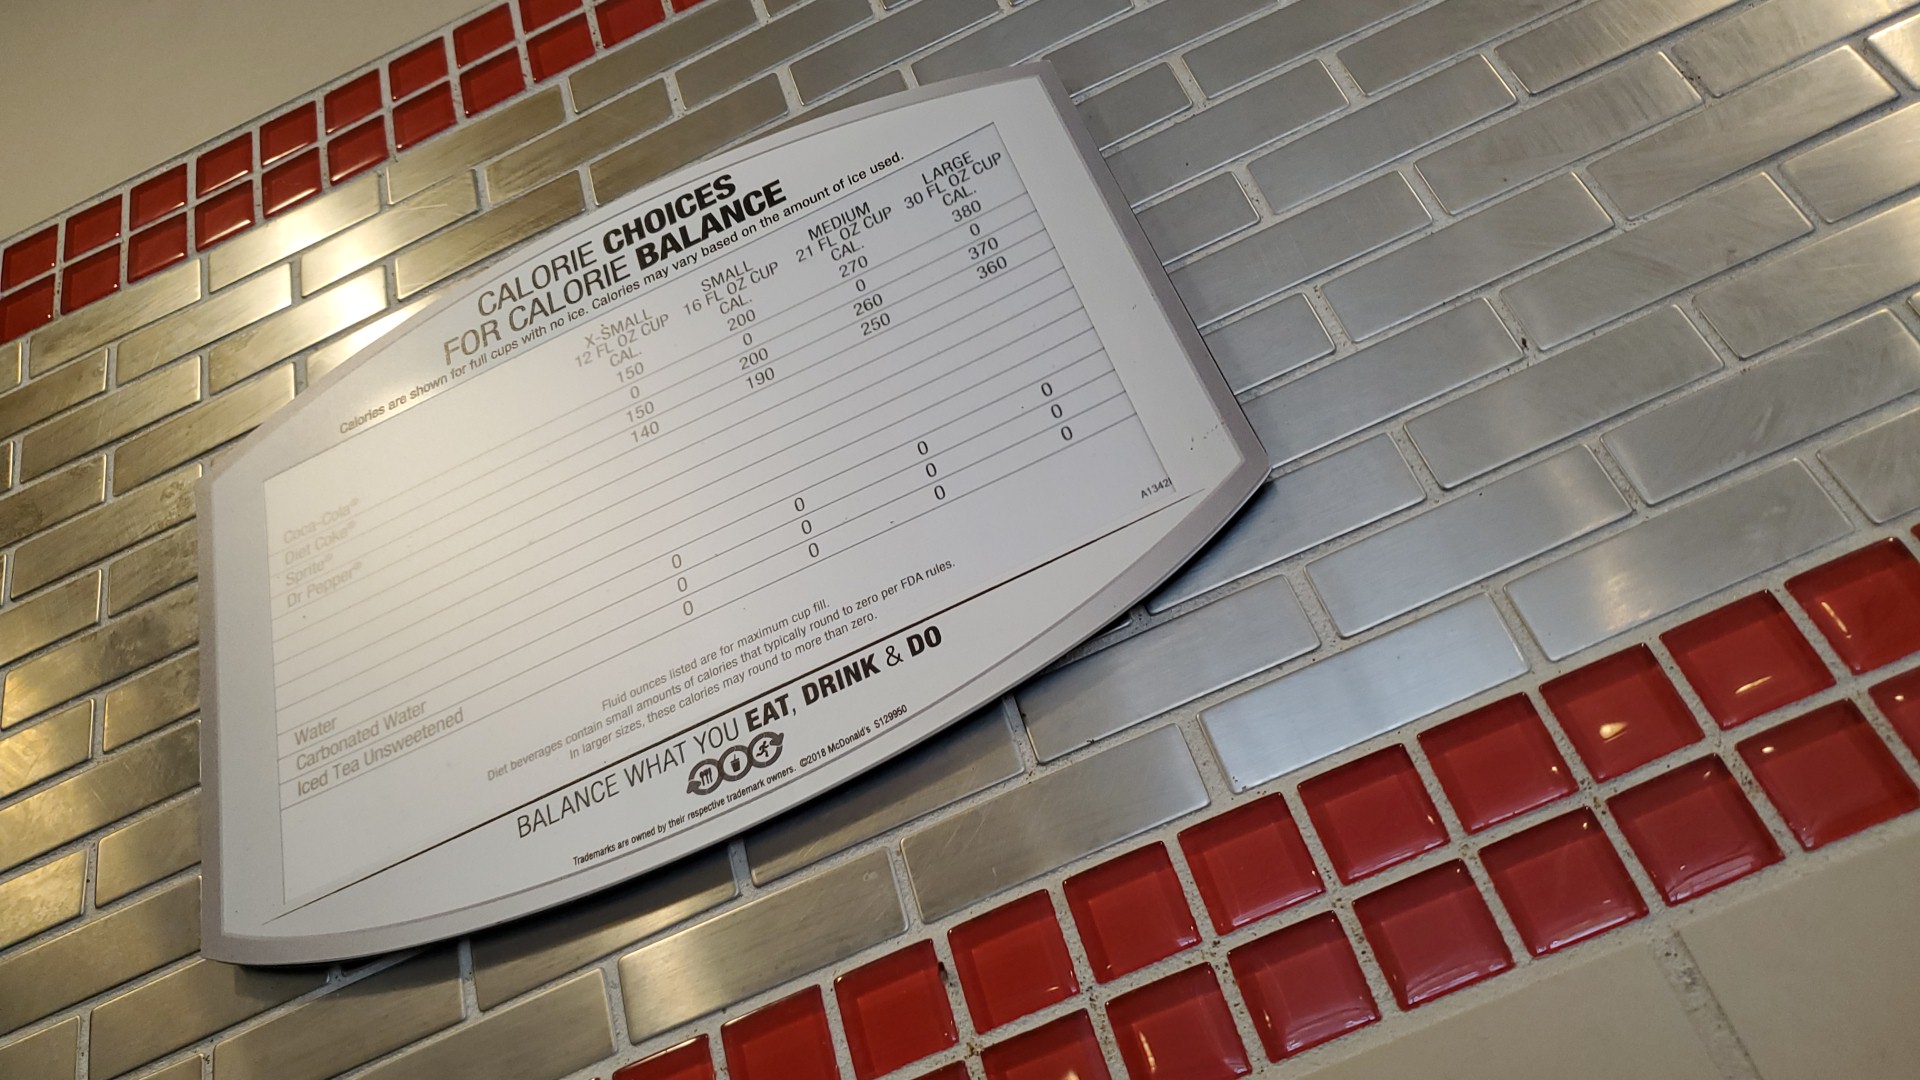 CALORIE CHOICES
FOR CALORIE BALANCE
Calories are shown for full cups with no ice. Calories may vary based on the amount of ice used.
X-SMALL SMALL MEDIUM LARGE
12 FL OZ CUP 16 FL OZ CUP 21 FL OZ CUP 30 FL OZ CUP
CAL. CAL. CAL. CAL.
Coca-Cola® 150 200 270 380
Diet Coke® 0 0 0 0
Sprite® 150 200 260 370
Dr Pepper® 140 190 250 360
Water 0 0 0 0
Carbonated Water 0 0 0 0
Iced Tea Unsweetened 0 0 0 0
A1342
Fluid ounces listed are for maximum cup fill.
Diet beverages contain small amounts of calories that typically round to zero per FDA rules.
In larger sizes, these calories may round to more than zero.
BALANCE WHAT YOU EAT, DRINK & DO
Trademarks are owned by their respective trademark owners. ©2018 McDonald's S129950